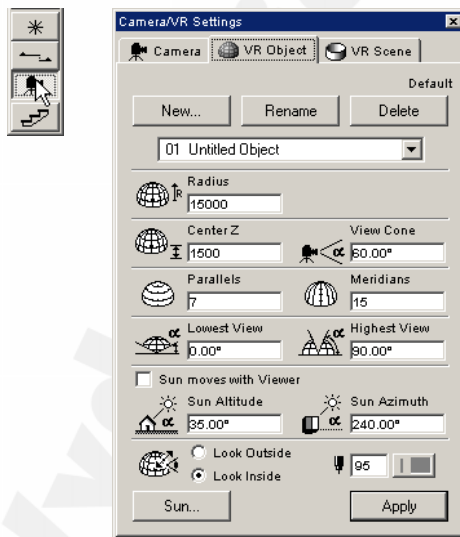 Camera/VR Settings
Camera VR Object VR Scene
Default
New... Rename Delete
01 Untitled Object
Radius
R 15000
Center Z View Cone
1500 α 60.00°
Parallels Meridians
7 15
α Lowest View α Highest View
0.00° 90.00°
Sun moves with Viewer
Sun Altitude Sun Azimuth
α 35.00° α 240.00°
Look Outside
95
Look Inside
Sun... Apply